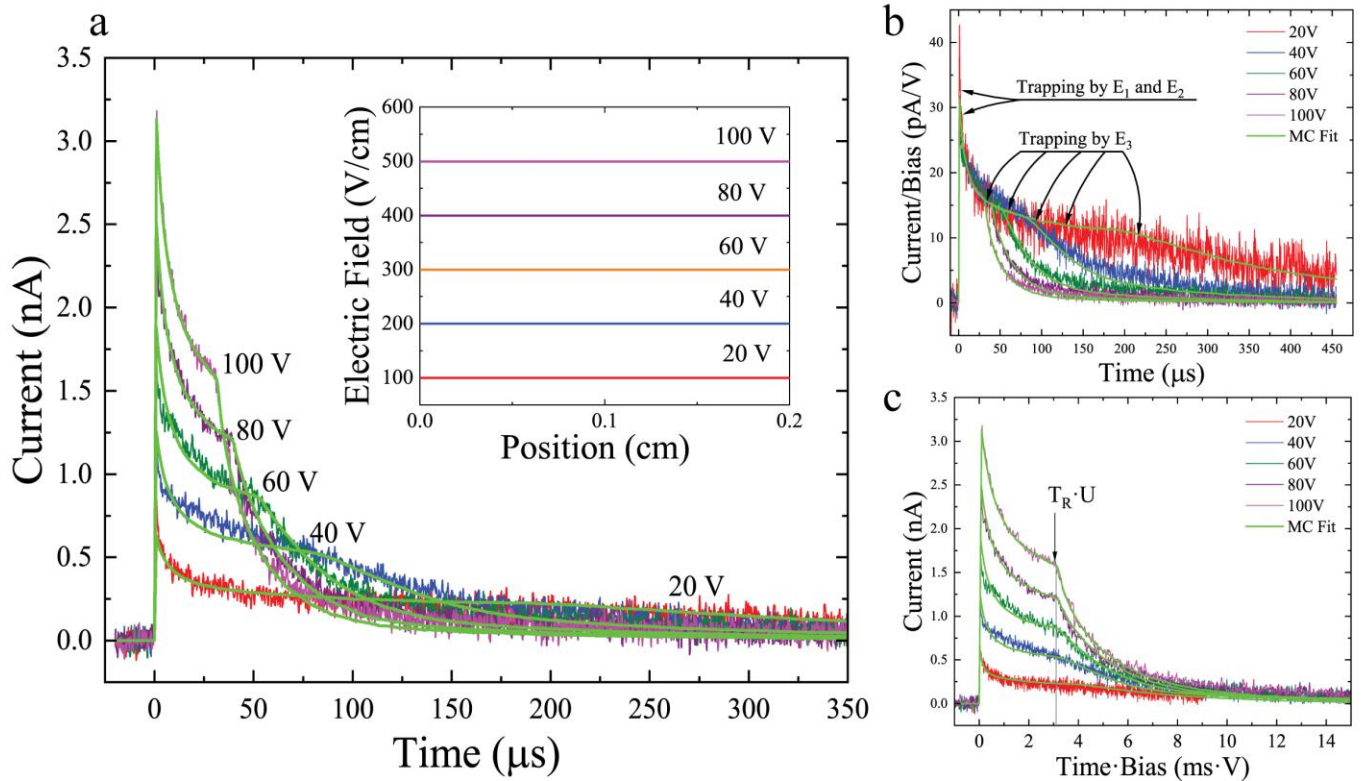 a
3.5
3.0
2.5
2.0
1.5
1.0
0.5
0.0
Current (nA)
0 50 100 150 200 250 300 350
Time (μs)
100 V
80 V
60 V
40 V
20 V
600
500
400
300
200
100
Electric Field (V/cm)
100 V
80 V
60 V
40 V
20 V
0.0 0.1 0.2
Position (cm)
b
40
30
20
10
0
Current/Bias (pA/V)
20V
40V
60V
80V
100V
MC Fit
Trapping by E₁ and E₂
Trapping by E₃
0 50 100 150 200 250 300 350 400 450
Time (μs)
c
3.5
3.0
2.5
2.0
1.5
1.0
0.5
0.0
Current (nA)
20V
40V
60V
80V
100V
MC Fit
T_R·U
0 2 4 6 8 10 12 14
Time·Bias (ms·V)